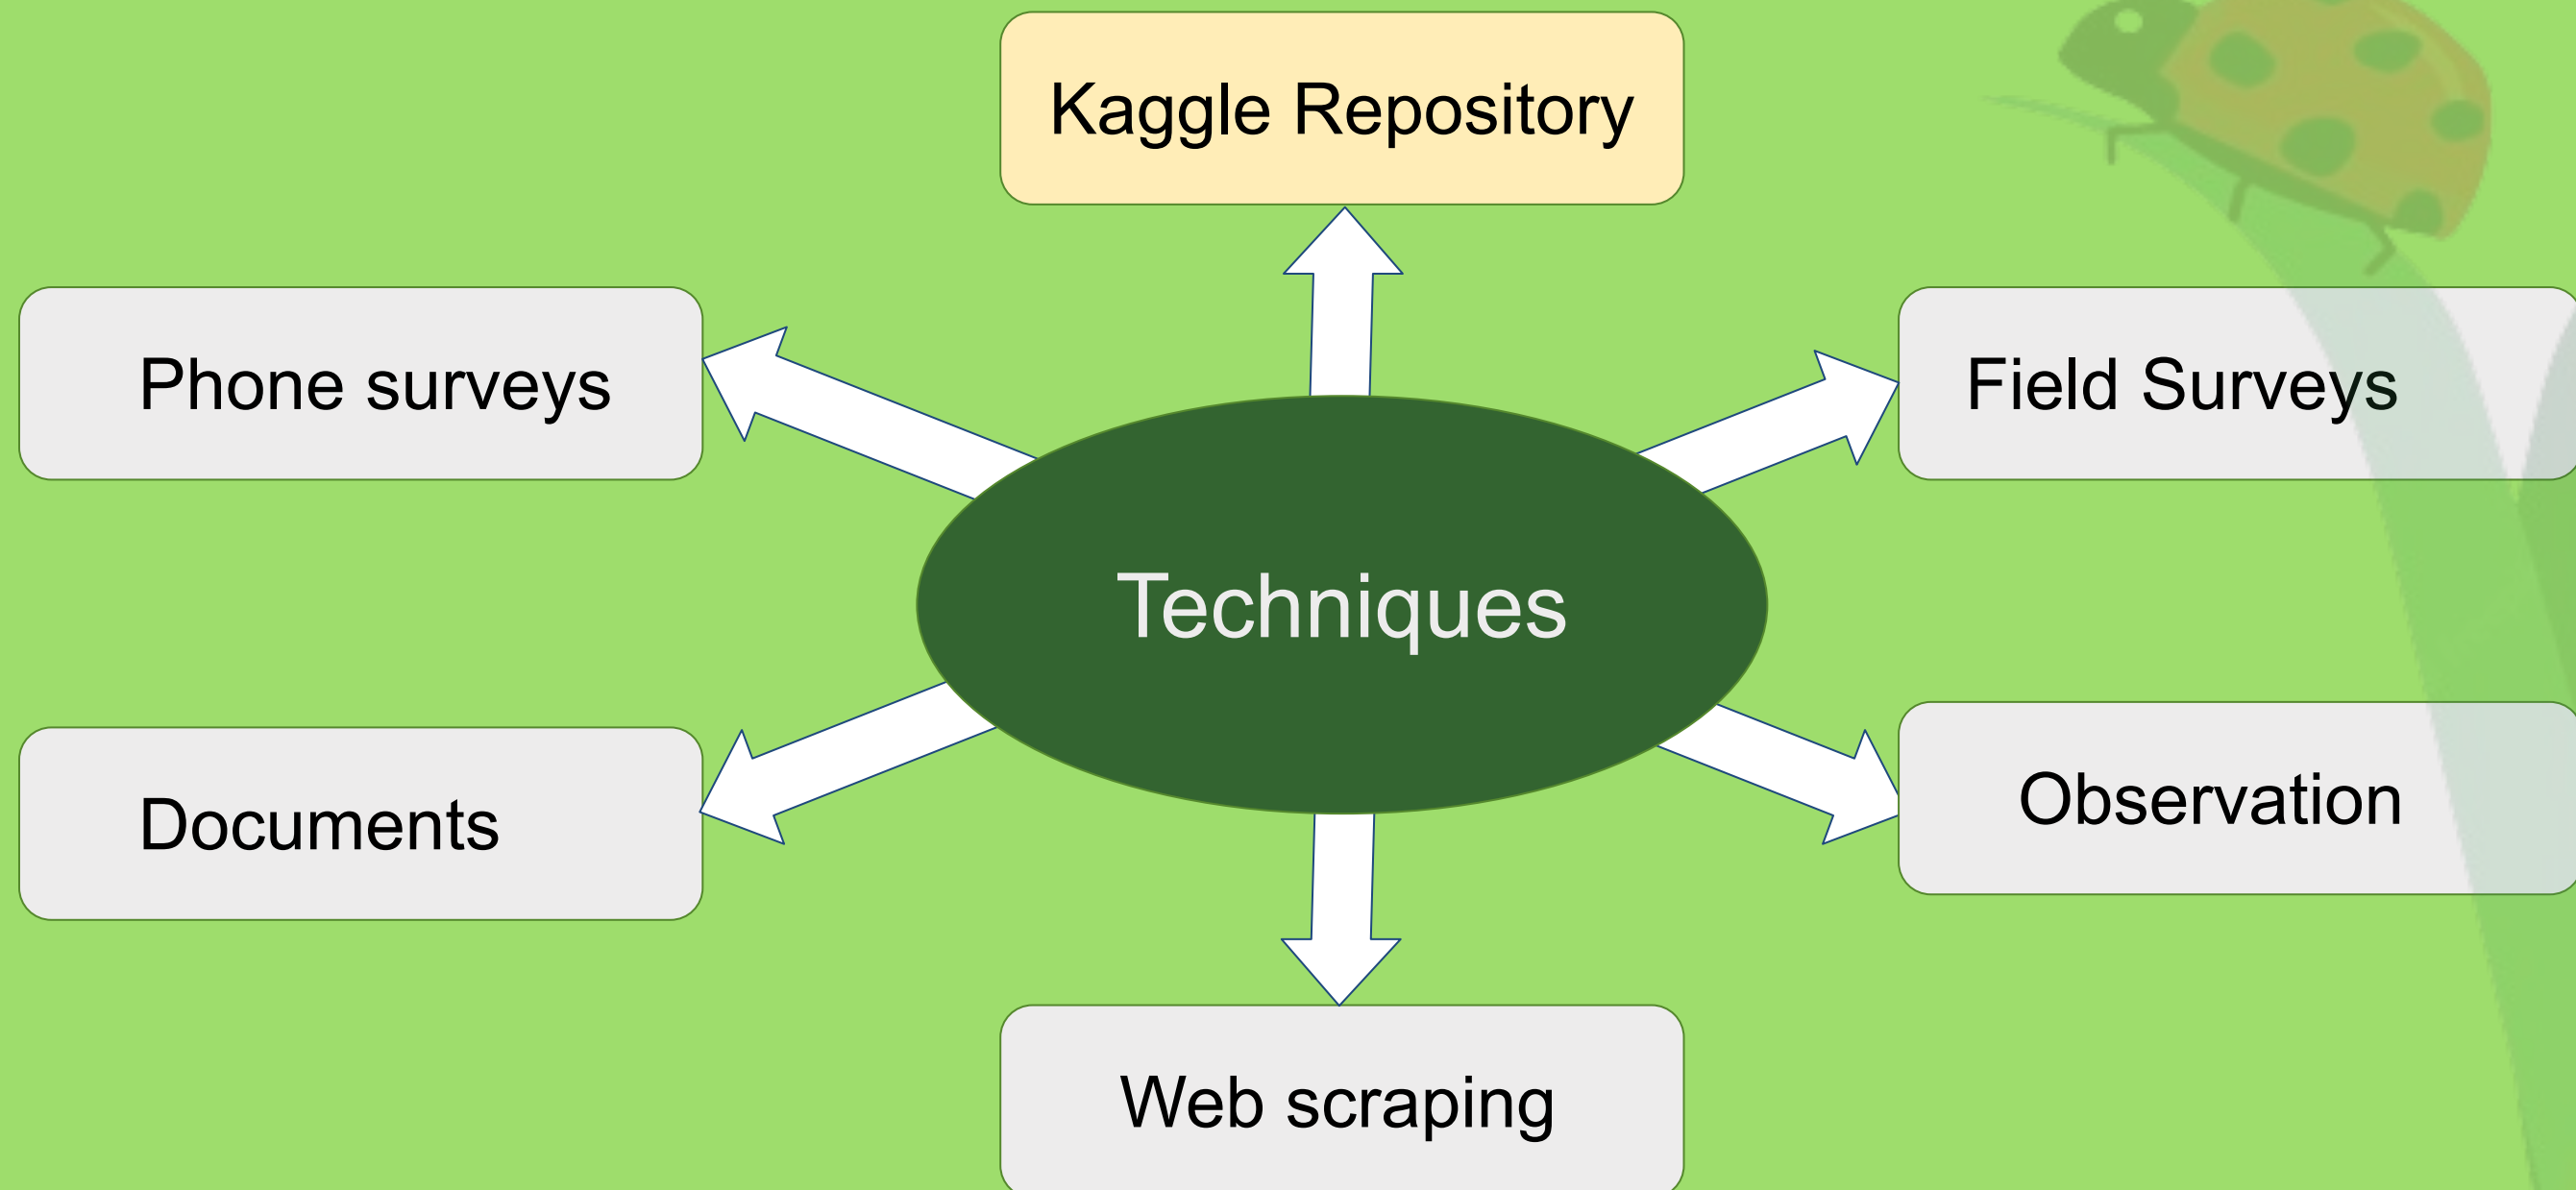 Kaggle Repository
Phone surveys
Field Surveys
Techniques
Documents
Observation
Web scraping